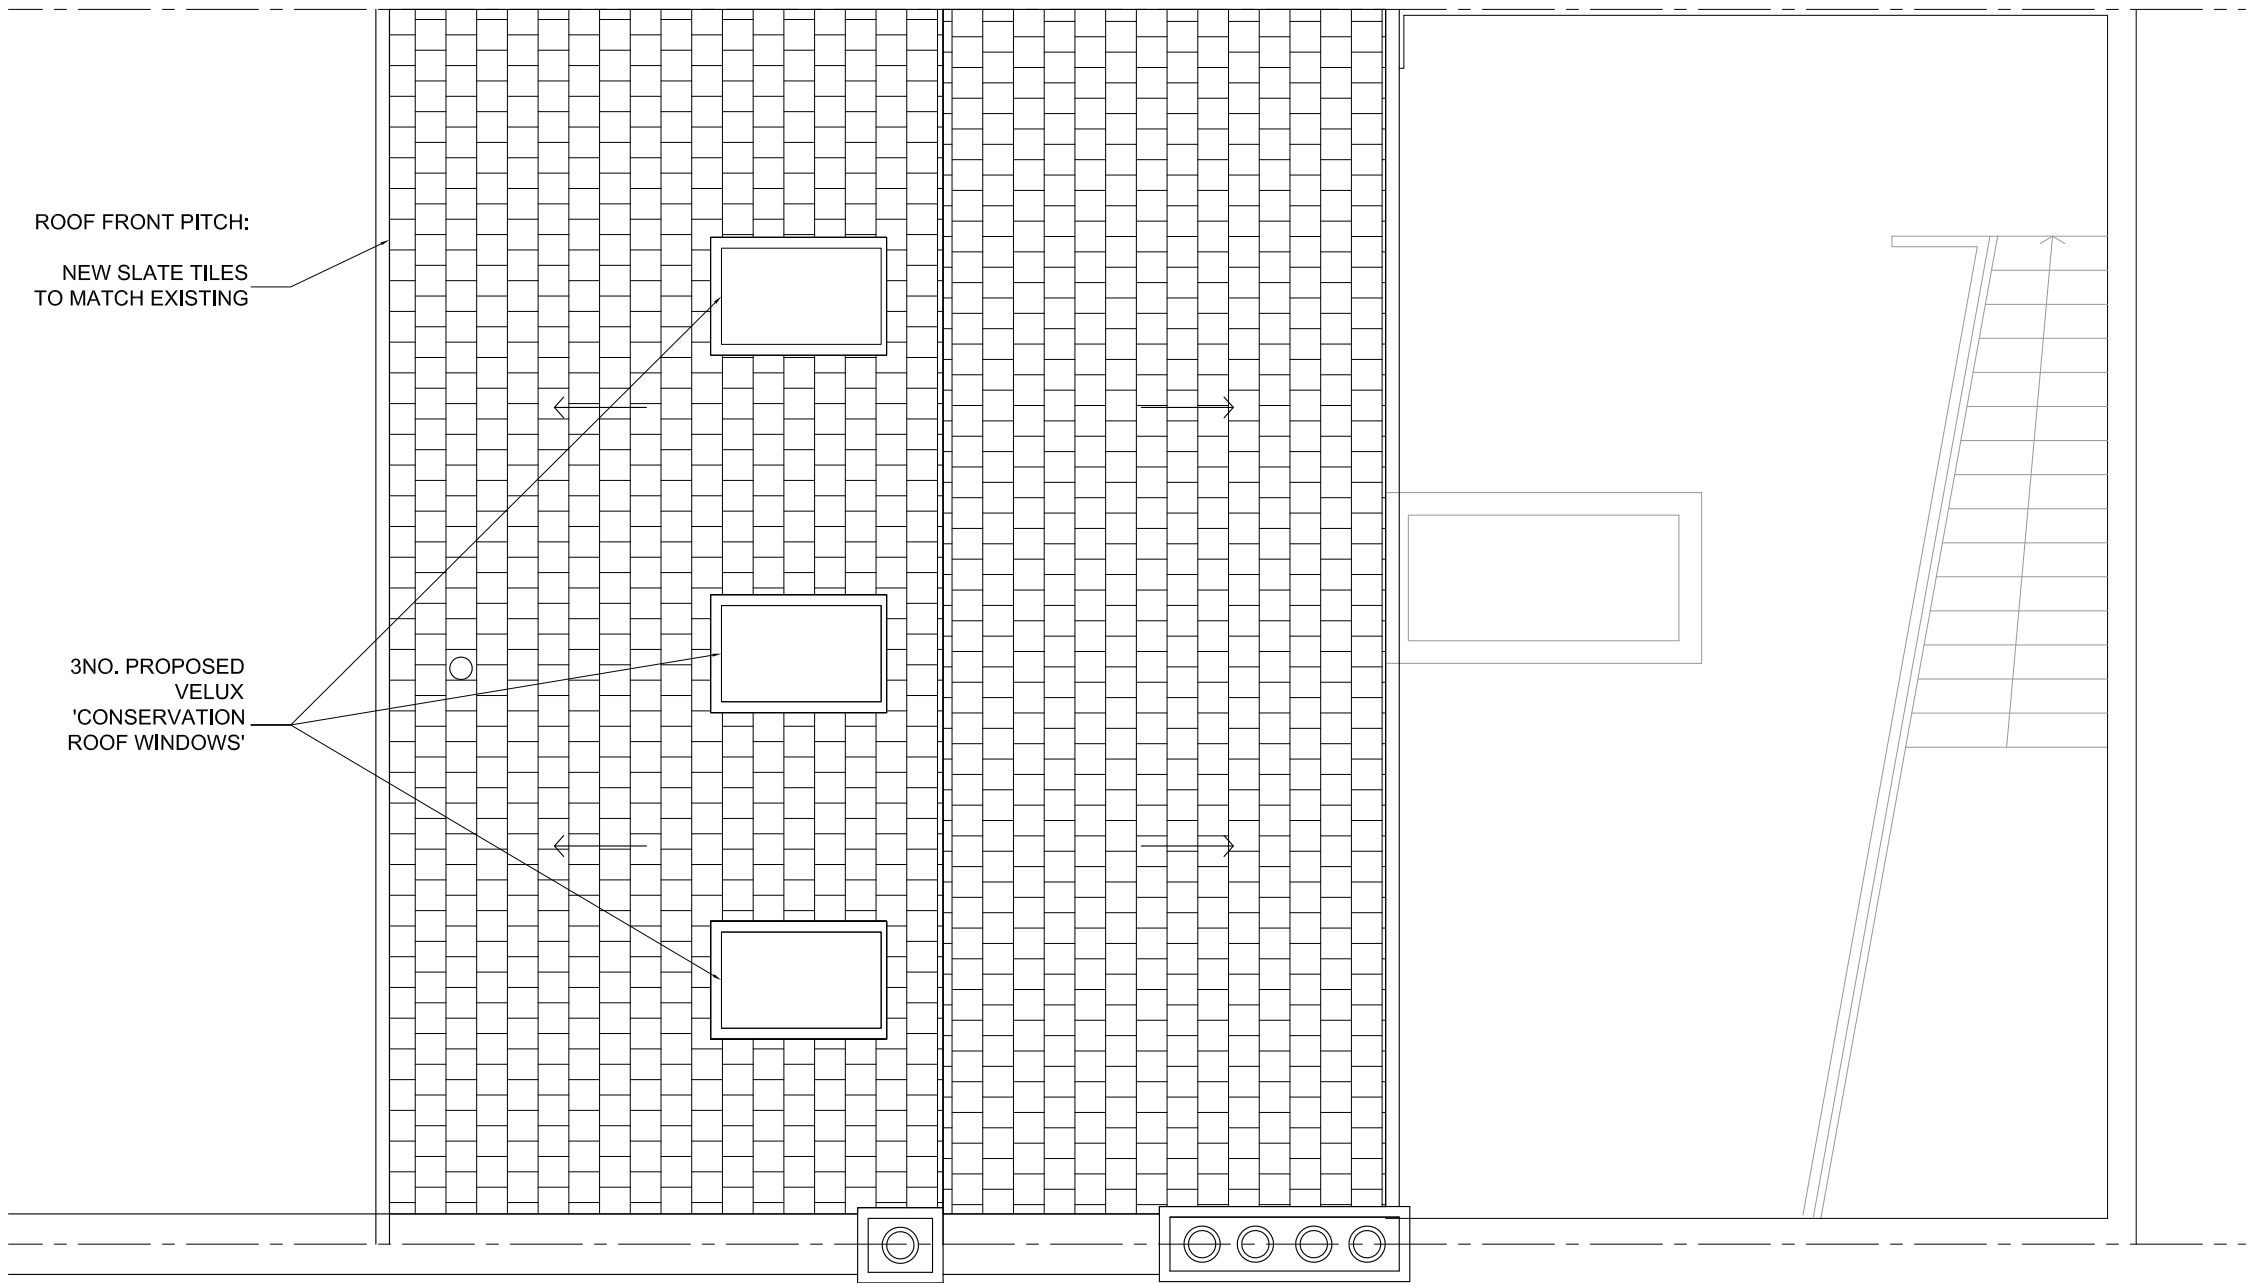 ROOF FRONT PITCH:
NEW SLATE TILES
TO MATCH EXISTING
3NO. PROPOSED
VELUX
'CONSERVATION
ROOF WINDOWS'